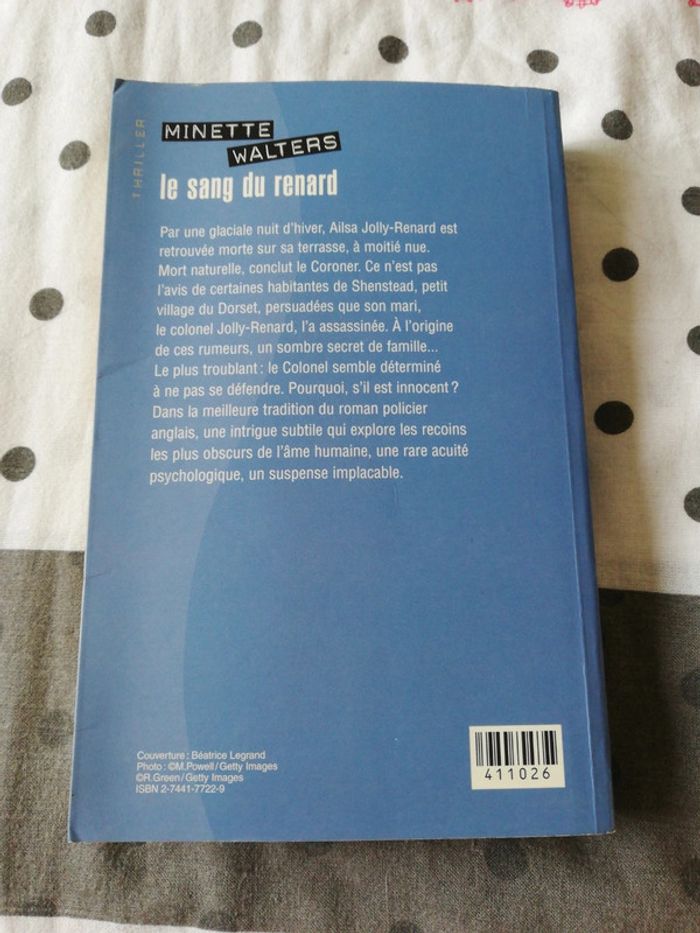 THRILLER
MINETTE
WALTERS
le sang du renard
Par une glaciale nuit d'hiver, Ailsa Jolly-Renard est
retrouvée morte sur sa terrasse, à moitié nue.
Mort naturelle, conclut le Coroner. Ce n'est pas
l'avis de certaines habitantes de Shenstead, petit
village du Dorset, persuadées que son mari,
le colonel Jolly-Renard, l'a assassinée. À l'origine
de ces rumeurs, un sombre secret de famille...
Le plus troublant : le Colonel semble déterminé
à ne pas se défendre. Pourquoi, s'il est innocent ?
Dans la meilleure tradition du roman policier
anglais, une intrigue subtile qui explore les recoins
les plus obscurs de l'âme humaine, une rare acuité
psychologique, un suspense implacable.
Couverture : Béatrice Legrand
Photo : ©M.Powell / Getty Images
©R.Green / Getty Images
ISBN 2-7441-7722-9
411026